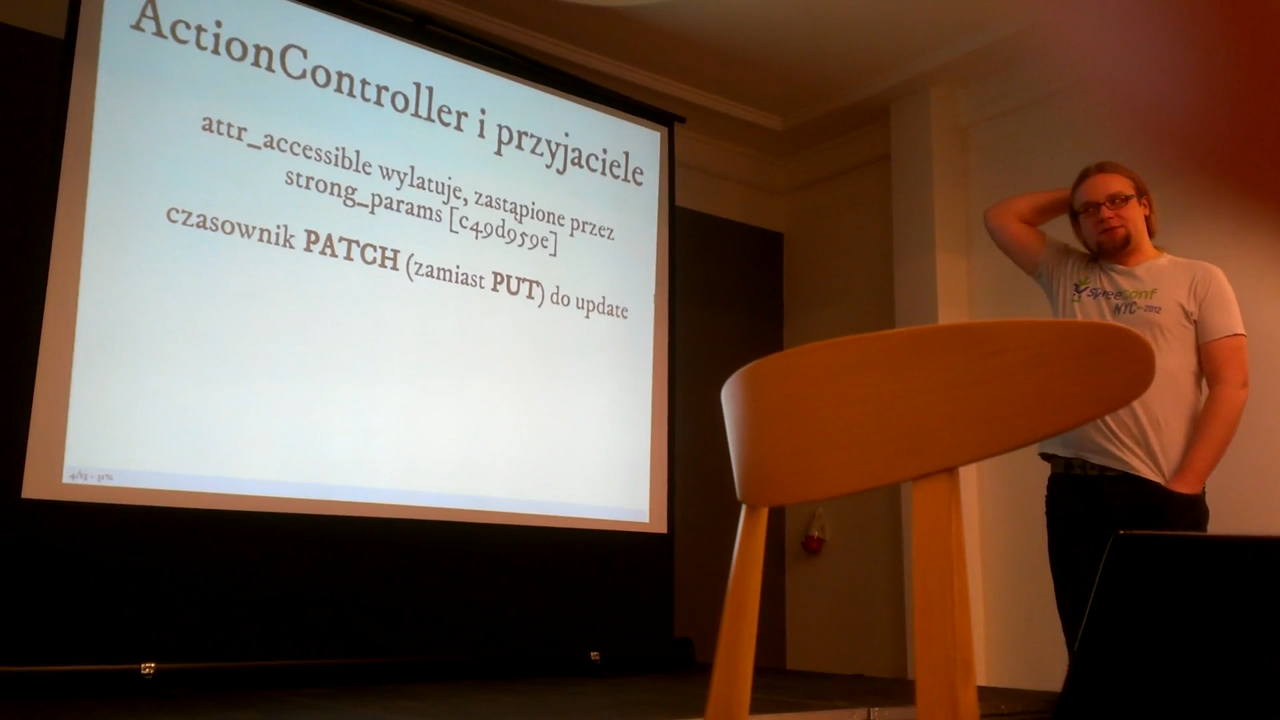 ActionController i przyjaciele
attr_accessible wylatuje, zastąpione przez
strong_params [c49d959e]
czasownik PATCH (zamiast PUT) do update
spreeconf
NYC 2012